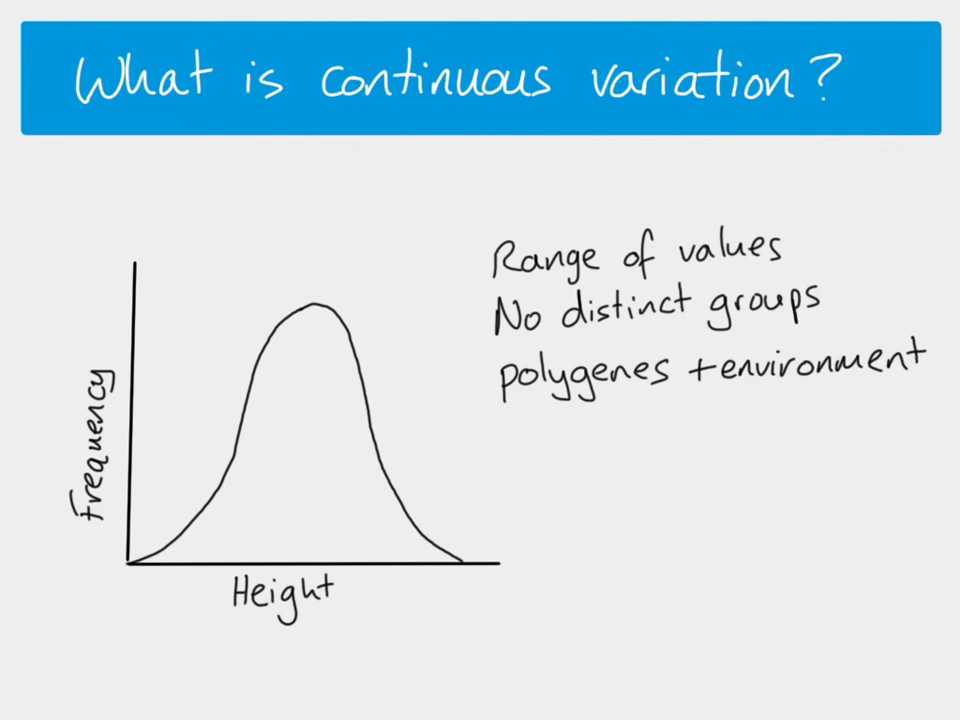 What is continuous variation?
Range of values
No distinct groups
polygenes + environment
Frequency
Height